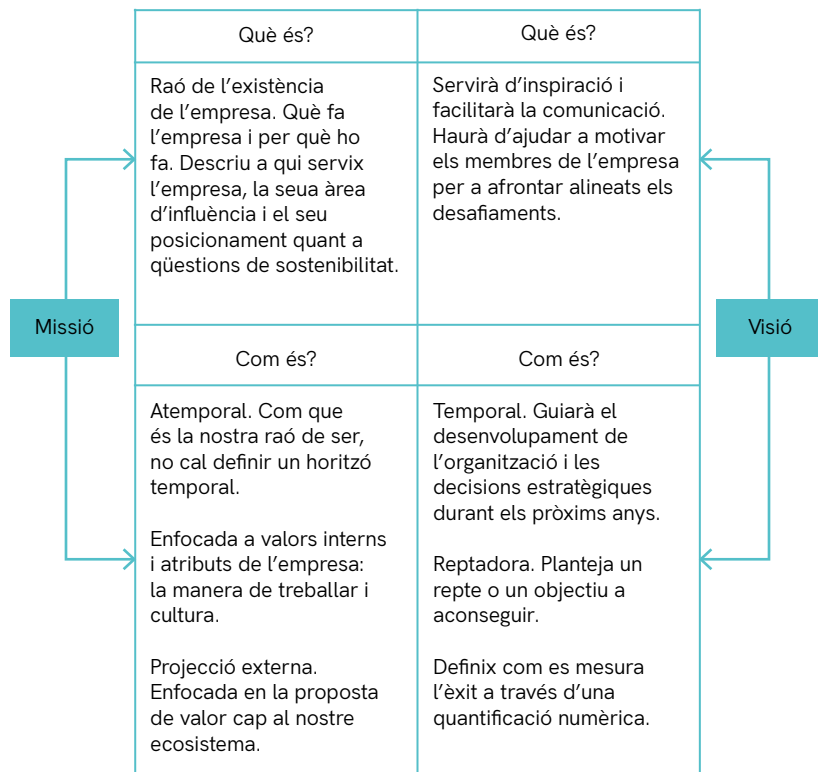 Què és?
Raó de l’existència
de l’empresa. Què fa
l’empresa i per què ho
fa. Descriu a qui servix
l’empresa, la seua àrea
d’influència i el seu
posicionament quant a
qüestions de sostenibilitat.
Què és?
Servirà d’inspiració i
facilitarà la comunicació.
Haurà d’ajudar a motivar
els membres de l’empresa
per a afrontar alineats els
desafiaments.
Missió
Visió
Com és?
Atemporal. Com que
és la nostra raó de ser,
no cal definir un horitzó
temporal.
Enfocada a valors interns
i atributs de l’empresa:
la manera de treballar i
cultura.
Projecció externa.
Enfocada en la proposta
de valor cap al nostre
ecosistema.
Com és?
Temporal. Guiarà el
desenvolupament de
l’organització i les
decisions estratègiques
durant els pròxims anys.
Reptadora. Planteja un
repte o un objectiu a
aconseguir.
Definix com es mesura
l’èxit a través d’una
quantificació numèrica.